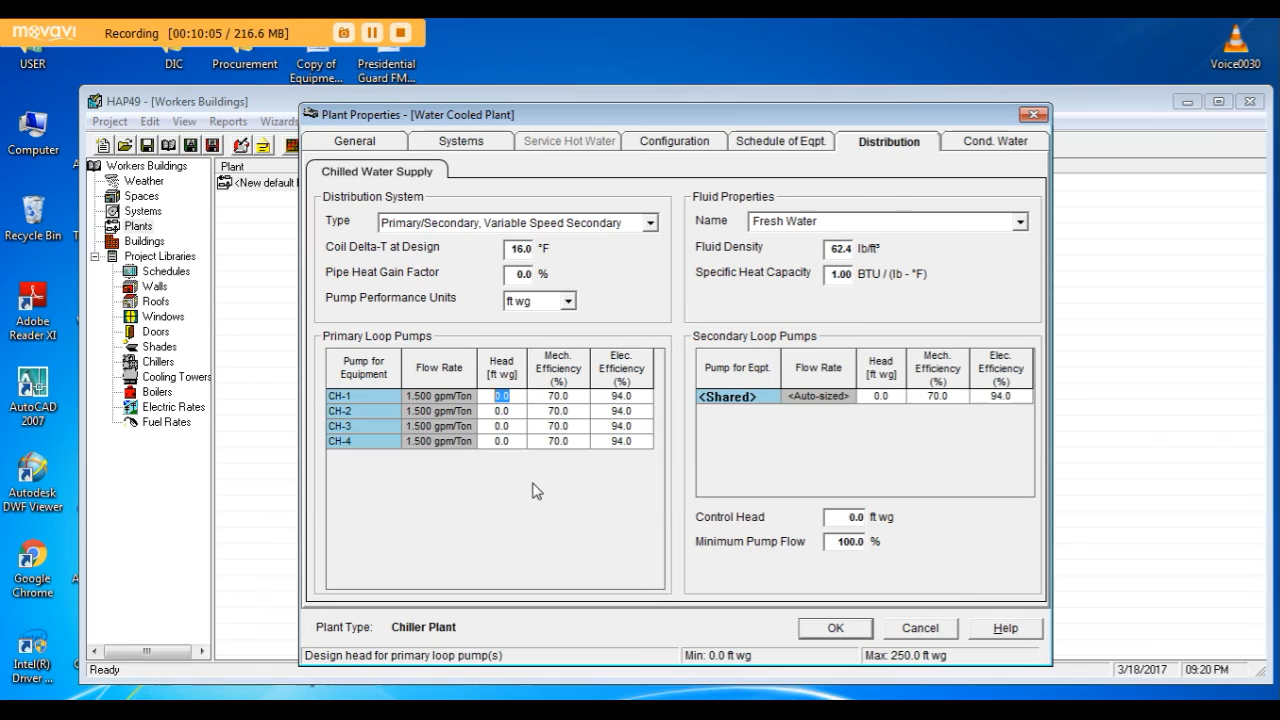 movavi Recording [00:10:05 / 216.6 MB]
USER
DIC
Procurement
Copy of Equipme...
Presidential Guard FM...
Voice0030
Computer
Recycle Bin
Adobe Reader XI
AutoCAD 2007
Autodesk DWF Viewer
Google Chrome
Intel(R) Driver ...
HAP49 - [Workers Buildings]
Project Edit View Reports Wizards
Workers Buildings
Weather
Spaces
Systems
Plants
Buildings
Project Libraries
Schedules
Walls
Roofs
Windows
Doors
Shades
Chillers
Cooling Towers
Boilers
Electric Rates
Fuel Rates
Plant
<New default
Plant Properties - [Water Cooled Plant]
General Systems Service Hot Water Configuration Schedule of Eqpt. Distribution Cond. Water
Chilled Water Supply
Distribution System
Type Primary/Secondary, Variable Speed Secondary
Coil Delta-T at Design 16.0 °F
Pipe Heat Gain Factor 0.0 %
Pump Performance Units ft wg
Fluid Properties
Name Fresh Water
Fluid Density 62.4 lb/ft³
Specific Heat Capacity 1.00 BTU / (lb - °F)
Primary Loop Pumps
Pump for Equipment Flow Rate Head [ft wg] Mech. Efficiency (%) Elec. Efficiency (%)
CH-1 1.500 gpm/Ton 0.0 70.0 94.0
CH-2 1.500 gpm/Ton 0.0 70.0 94.0
CH-3 1.500 gpm/Ton 0.0 70.0 94.0
CH-4 1.500 gpm/Ton 0.0 70.0 94.0
Secondary Loop Pumps
Pump for Eqpt. Flow Rate Head [ft wg] Mech. Efficiency (%) Elec. Efficiency (%)
<Shared> <Auto-sized> 0.0 70.0 94.0
Control Head 0.0 ft wg
Minimum Pump Flow 100.0 %
Plant Type: Chiller Plant
OK Cancel Help
Design head for primary loop pump(s) Min: 0.0 ft wg Max: 250.0 ft wg
Ready 3/18/2017 09:20 PM